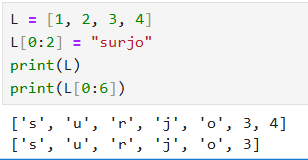 L = [1, 2, 3, 4]
L[0:2] = "surjo"
print(L)
print(L[0:6])
['s', 'u', 'r', 'j', 'o', 3, 4]
['s', 'u', 'r', 'j', 'o', 3]